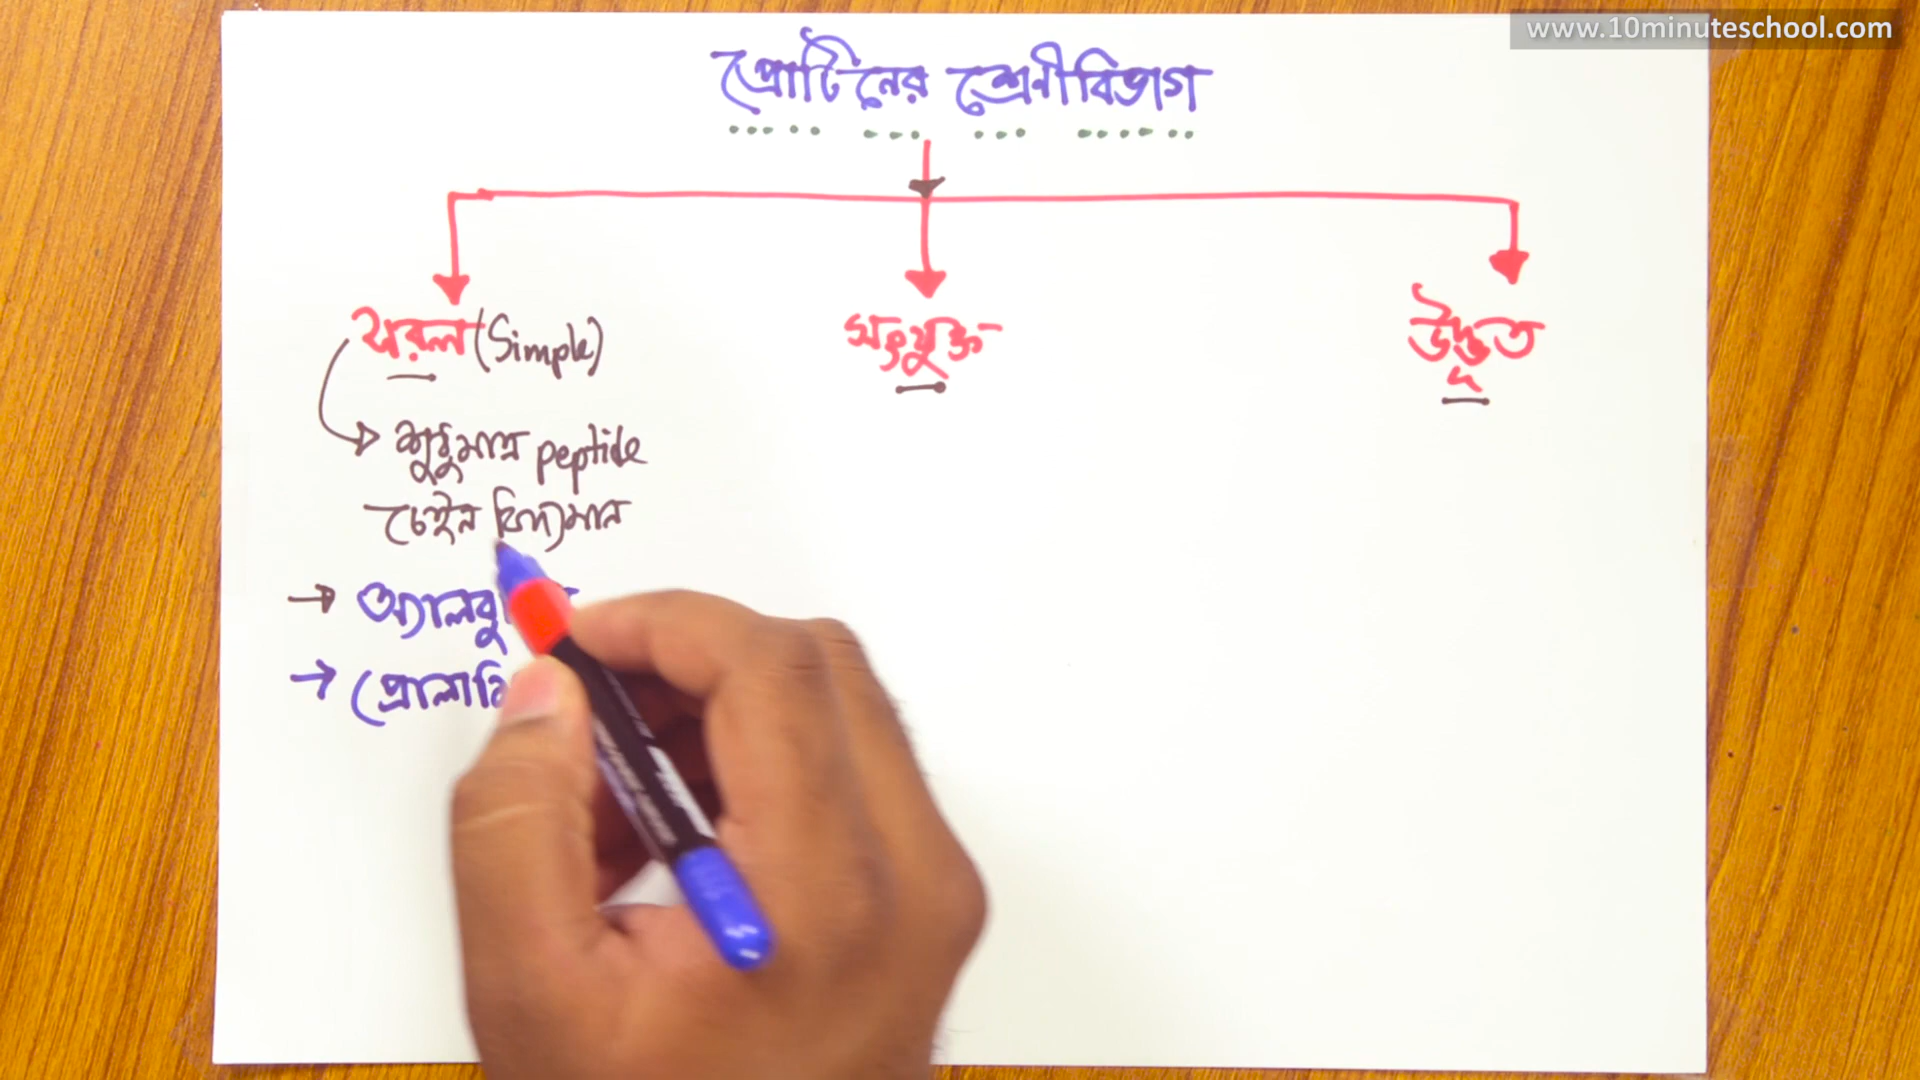 www.10minuteschool.com
প্রোটিনের শ্রেণীবিভাগ
সরল (Simple)
সংযুক্ত
উদ্ভূত
শুধুমাত্র peptide
চেইন বিদ্যমান
→
→